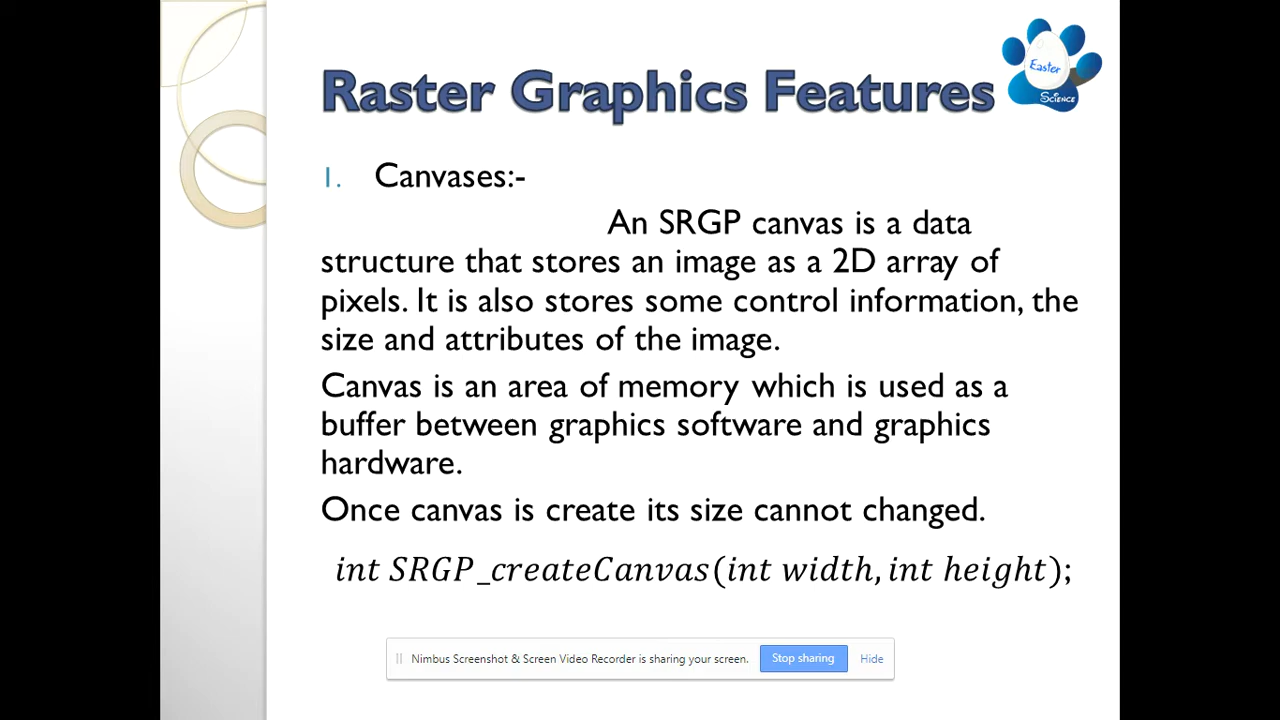 Easter
SCIENCE
Raster Graphics Features
1. Canvases:-
An SRGP canvas is a data
structure that stores an image as a 2D array of
pixels. It is also stores some control information, the
size and attributes of the image.
Canvas is an area of memory which is used as a
buffer between graphics software and graphics
hardware.
Once canvas is create its size cannot changed.
int SRGP_createCanvas(int width, int height);
Nimbus Screenshot & Screen Video Recorder is sharing your screen. Stop sharing Hide